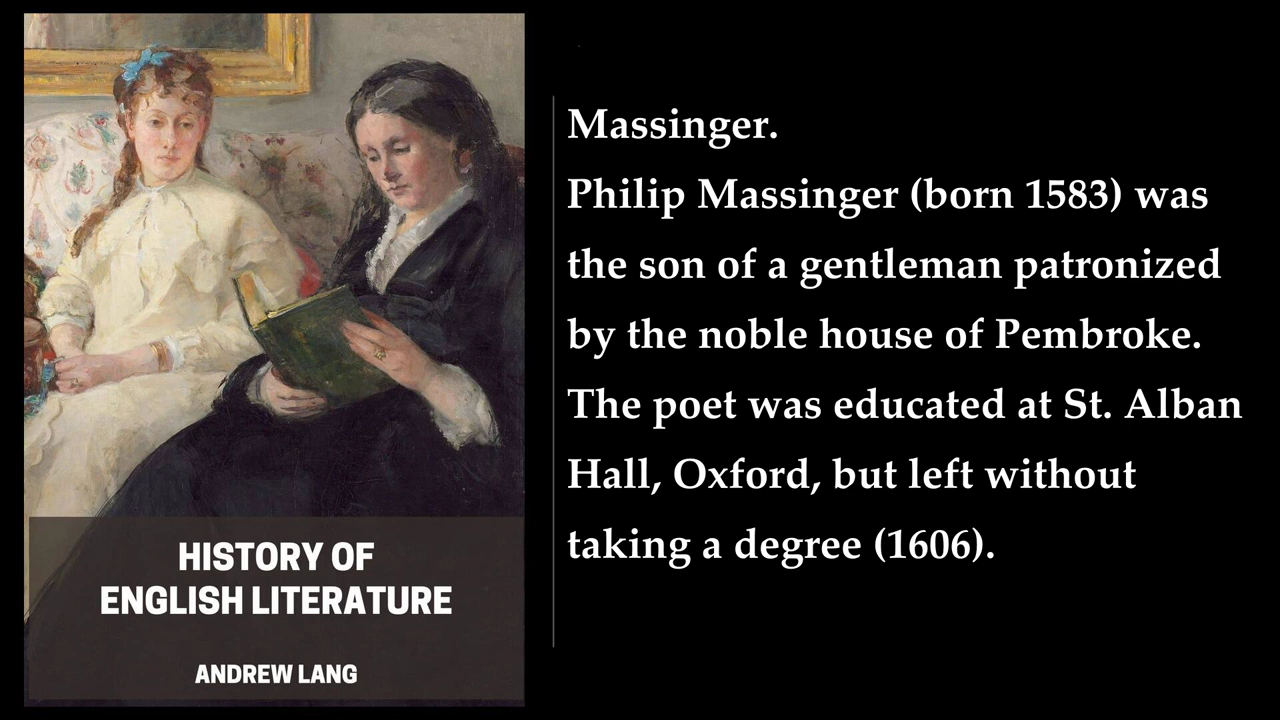 HISTORY OF
ENGLISH LITERATURE
ANDREW LANG
Massinger.
Philip Massinger (born 1583) was
the son of a gentleman patronized
by the noble house of Pembroke.
The poet was educated at St. Alban
Hall, Oxford, but left without
taking a degree (1606).